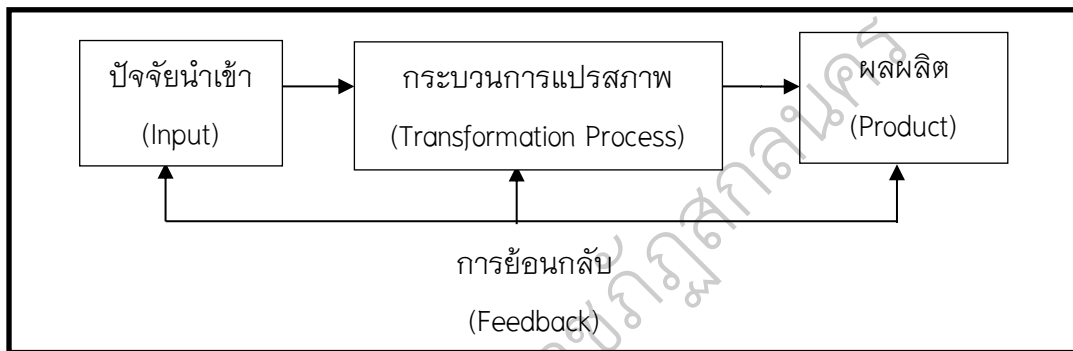 ปัจจัยนำเข้า
(Input)
กระบวนการแปรสภาพ
(Transformation Process)
ผลผลิต
(Product)
การย้อนกลับ
(Feedback)